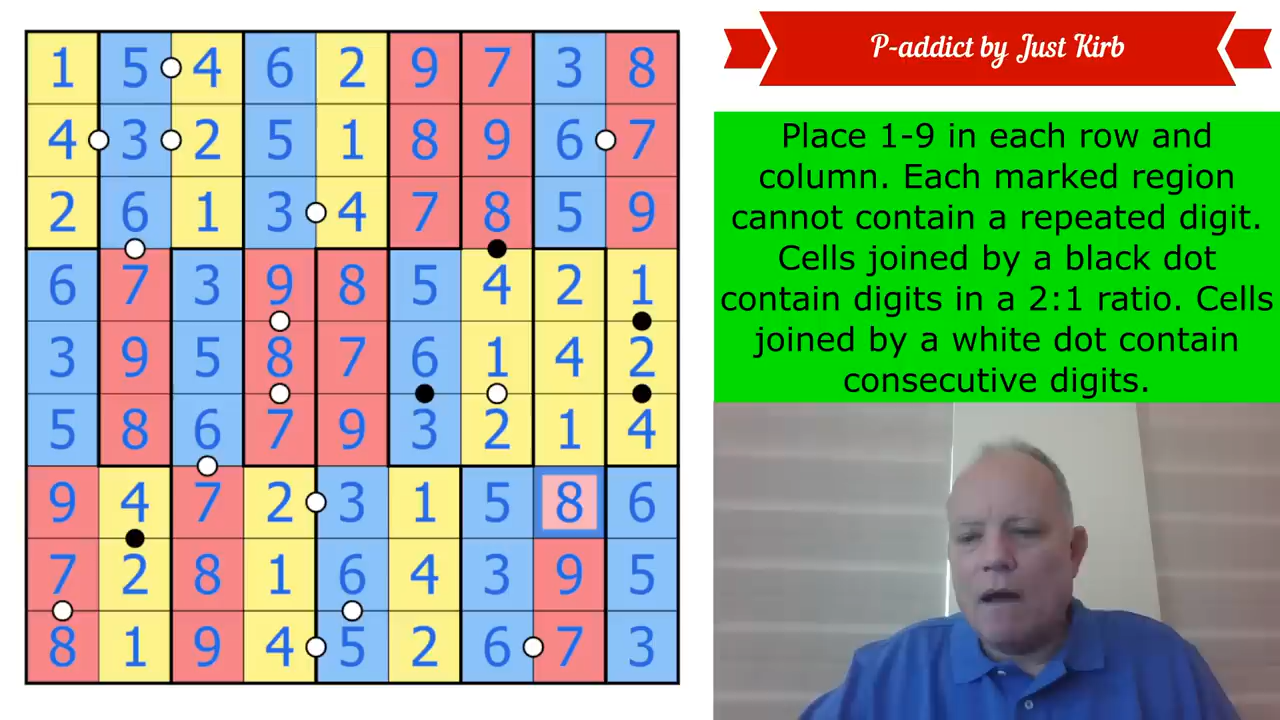 P-addict by Just Kirb
1 5 4 6 2 9 7 3 8
4 3 2 5 1 8 9 6 7
2 6 1 3 4 7 8 5 9
6 7 3 9 8 5 4 2 1
3 9 5 8 7 6 1 4 2
5 8 6 7 9 3 2 1 4
9 4 7 2 3 1 5 8 6
7 2 8 1 6 4 3 9 5
8 1 9 4 5 2 6 7 3
Place 1-9 in each row and
column. Each marked region
cannot contain a repeated digit.
Cells joined by a black dot
contain digits in a 2:1 ratio. Cells
joined by a white dot contain
consecutive digits.